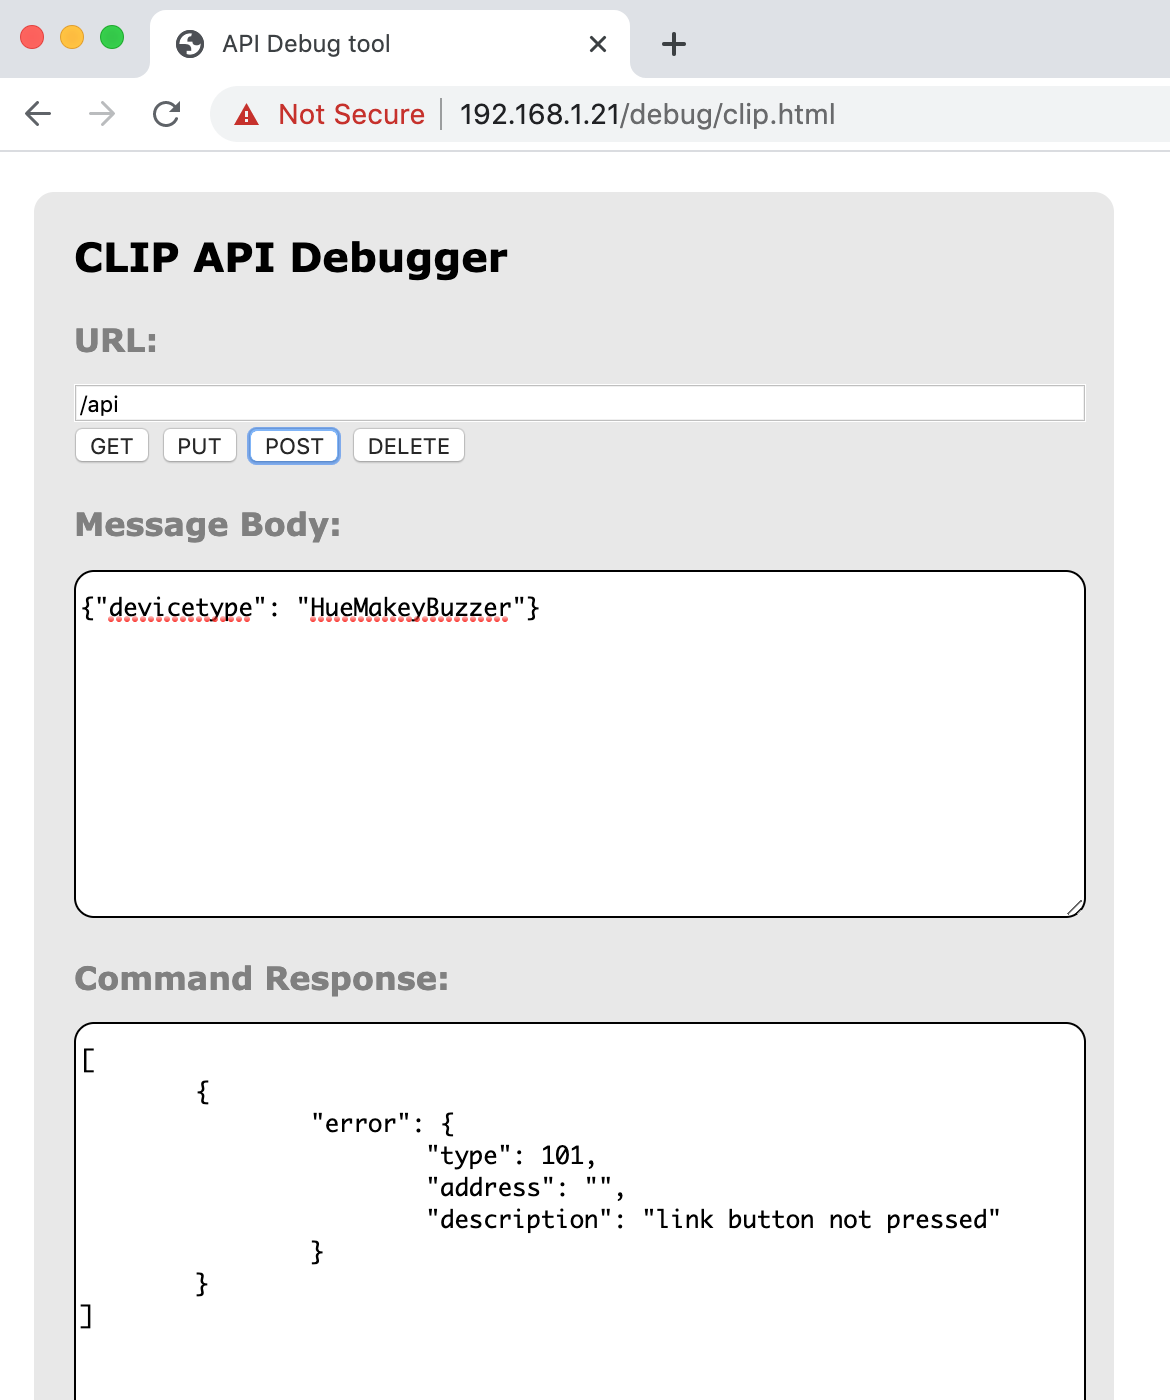 API Debug tool
Not Secure 192.168.1.21/debug/clip.html
CLIP API Debugger
URL:
/api
GET PUT POST DELETE
Message Body:
{"devicetype": "HueMakeyBuzzer"}
Command Response:
[
{
"error": {
"type": 101,
"address": "",
"description": "link button not pressed"
}
}
]